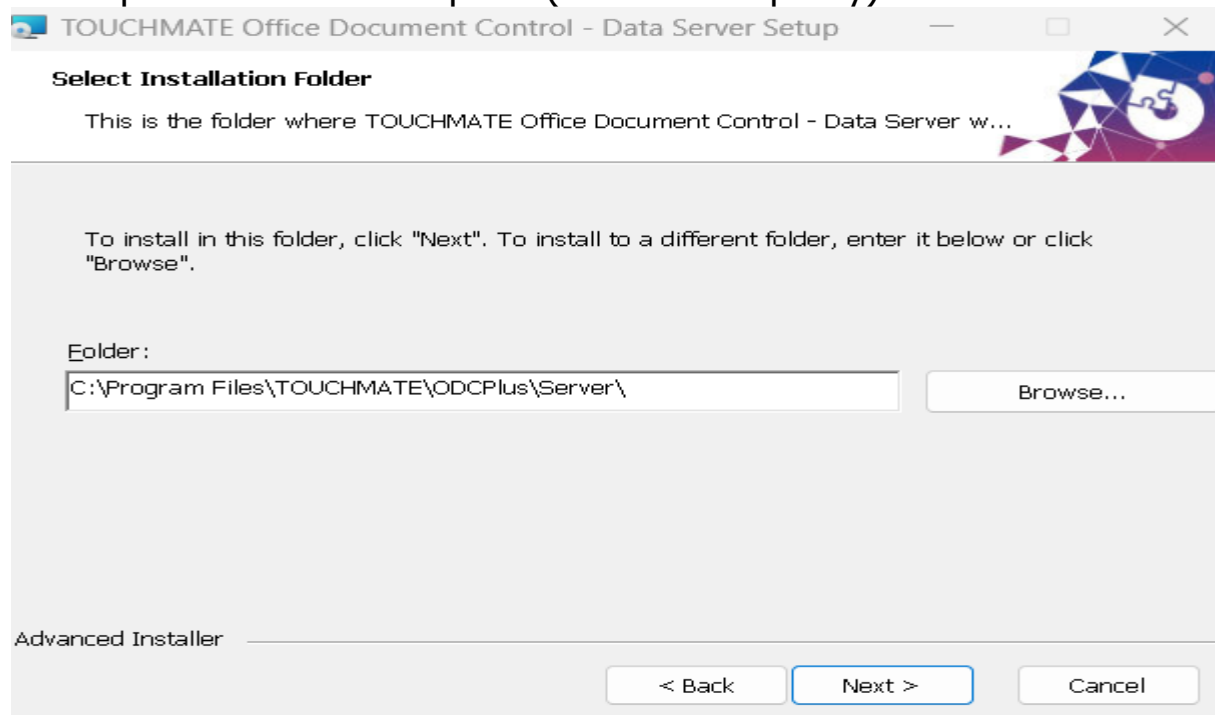 TOUCHMATE Office Document Control - Data Server Setup
Select Installation Folder
This is the folder where TOUCHMATE Office Document Control - Data Server w...
To install in this folder, click "Next". To install to a different folder, enter it below or click
"Browse".
Folder:
C:\Program Files\TOUCHMATE\ODCPlus\Server\
Browse...
Advanced Installer
< Back
Next >
Cancel